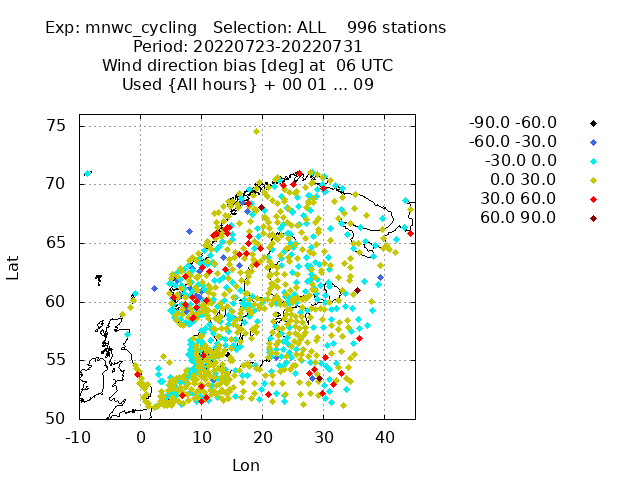 Exp: mnwc_cycling   Selection: ALL    996 stations
Period: 20220723-20220731
Wind direction bias [deg] at  06 UTC
Used {All hours} + 00 01 ... 09
-90.0 -60.0
-60.0 -30.0
-30.0 0.0
0.0 30.0
30.0 60.0
60.0 90.0
75
70
65
60
55
50
Lat
-10 0 10 20 30 40
Lon